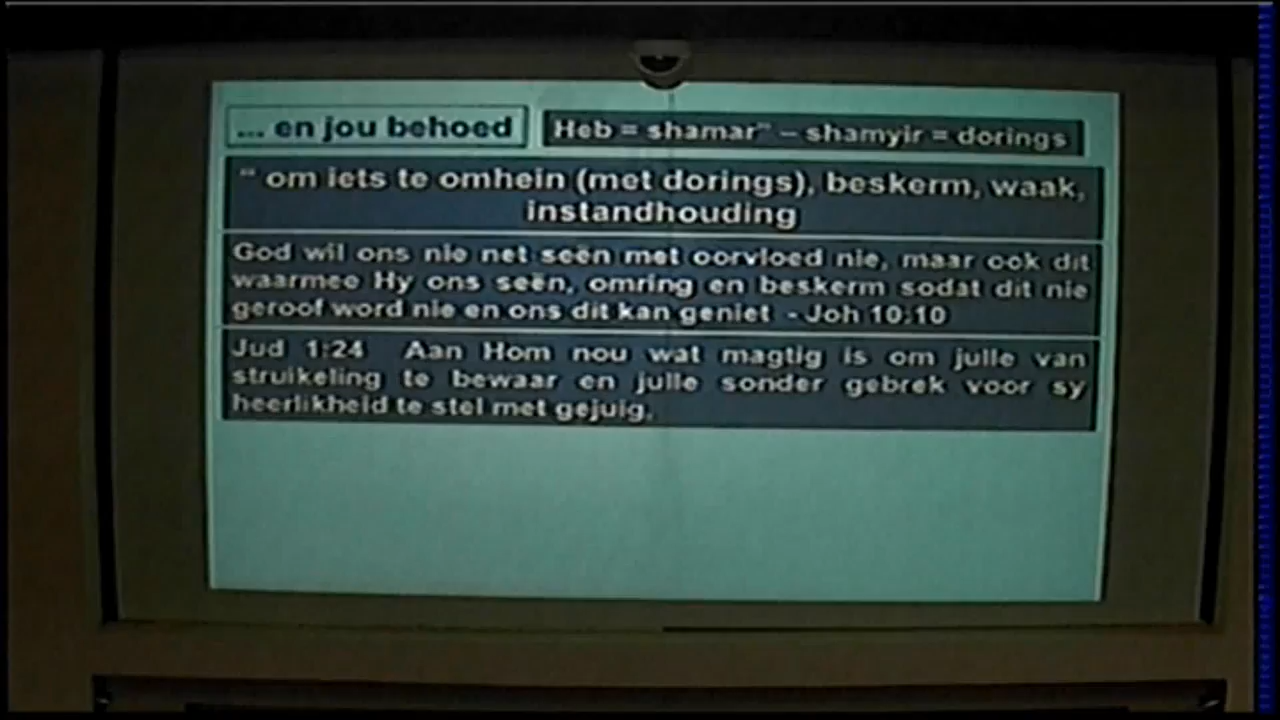 ... en jou behoed
Heb = shamar" – shamyir = dorings
" om iets te omhein (met dorings), beskerm, waak,
instandhouding
God wil ons nie net seën met oorvloed nie, maar ook dit
waarmee Hy ons seën, omring en beskerm sodat dit nie
geroof word nie en ons dit kan geniet - Joh 10:10
Jud 1:24 Aan Hom nou wat magtig is om julle van
struikeling te bewaar en julle sonder gebrek voor sy
heerlikheid te stel met gejuig,